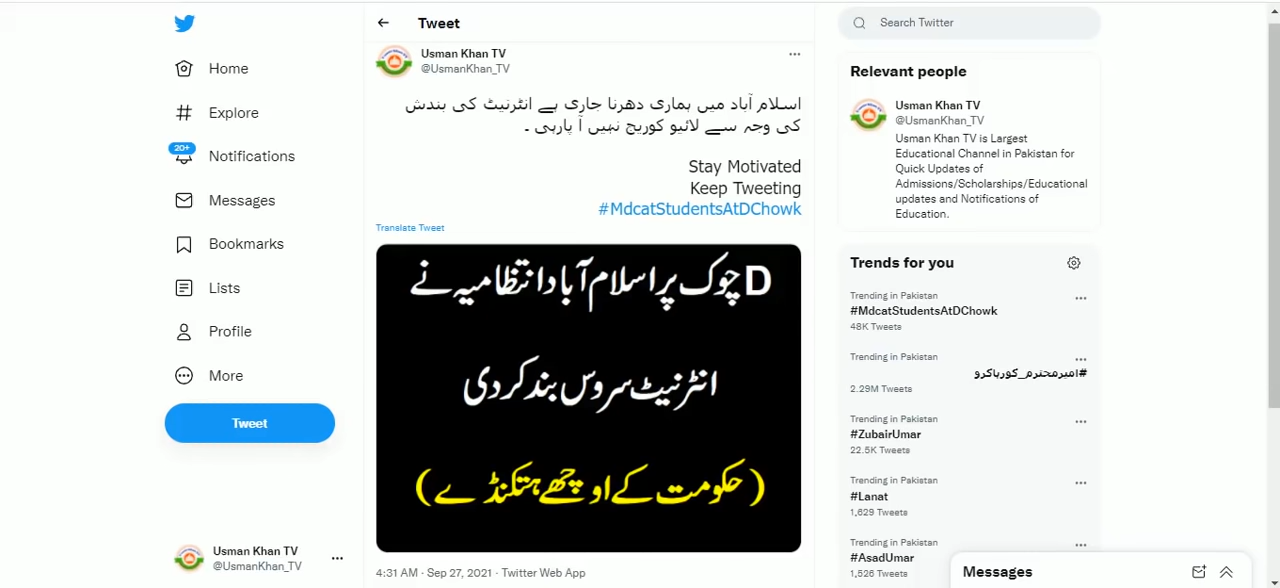 Home
Explore
20+
Notifications
Messages
Bookmarks
Lists
Profile
More
Tweet
Usman Khan TV
@UsmanKhan_TV
Tweet
Usman Khan TV
@UsmanKhan_TV
اسلام آباد میں ہماری دھرنا جاری ہے انٹرنیٹ کی بندش
کی وجہ سے لائیو کوریج نہیں آ پارہی ۔
Stay Motivated
Keep Tweeting
#MdcatStudentsAtDChowk
Translate Tweet
D چوک پر اسلام آباد انتظامیہ نے
انٹرنیٹ سروس بند کر دی
(حکومت کے اوچھے ہتکنڈے)
4:31 AM · Sep 27, 2021 · Twitter Web App
Search Twitter
Relevant people
Usman Khan TV
@UsmanKhan_TV
Usman Khan TV is Largest
Educational Channel in Pakistan for
Quick Updates of
Admissions/Scholarships/Educational
updates and Notifications of
Education.
Trends for you
Trending in Pakistan
#MdcatStudentsAtDChowk
48K Tweets
Trending in Pakistan
#امیرمحترم_کورہاکرو
2.29M Tweets
Trending in Pakistan
#ZubairUmar
22.5K Tweets
Trending in Pakistan
#Lanat
1,629 Tweets
Trending in Pakistan
#AsadUmar
1,526 Tweets
Messages